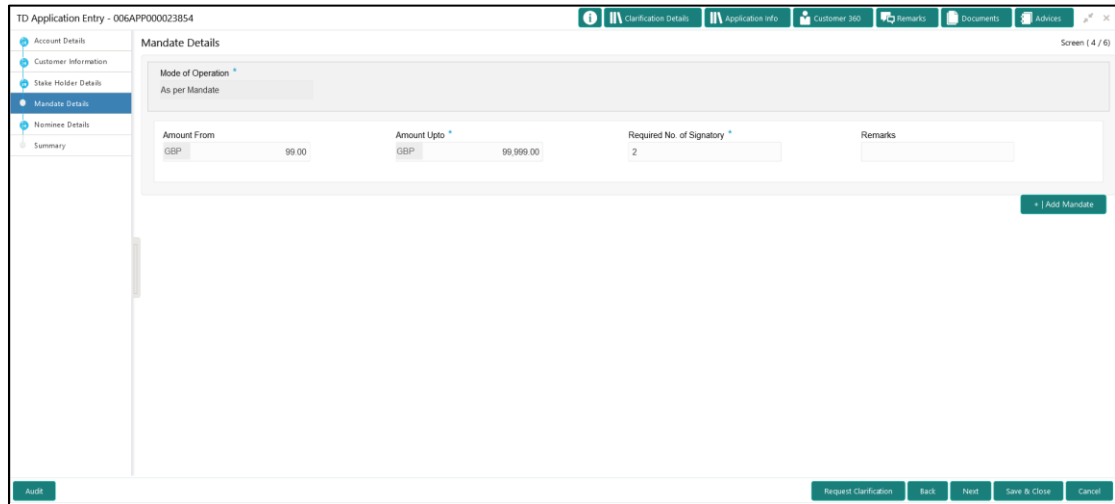 TD Application Entry - 006APP000023854
Clarification Details
Application Info
Customer 360
Remarks
Documents
Advices
Account Details
Customer Information
Stake Holder Details
Mandate Details
Nominee Details
Summary
Mandate Details
Screen ( 4 / 6)
Mode of Operation *
As per Mandate
Amount From
Amount Upto *
Required No. of Signatory *
Remarks
GBP 99.00
GBP 99,999.00
2
+ | Add Mandate
Audit
Request Clarification
Back
Next
Save & Close
Cancel